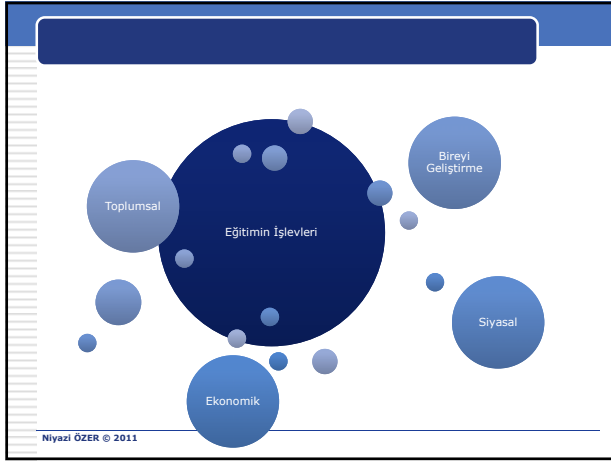 Eğitimin İşlevleri
Toplumsal
Bireyi
Geliştirme
Siyasal
Ekonomik
Niyazi ÖZER © 2011